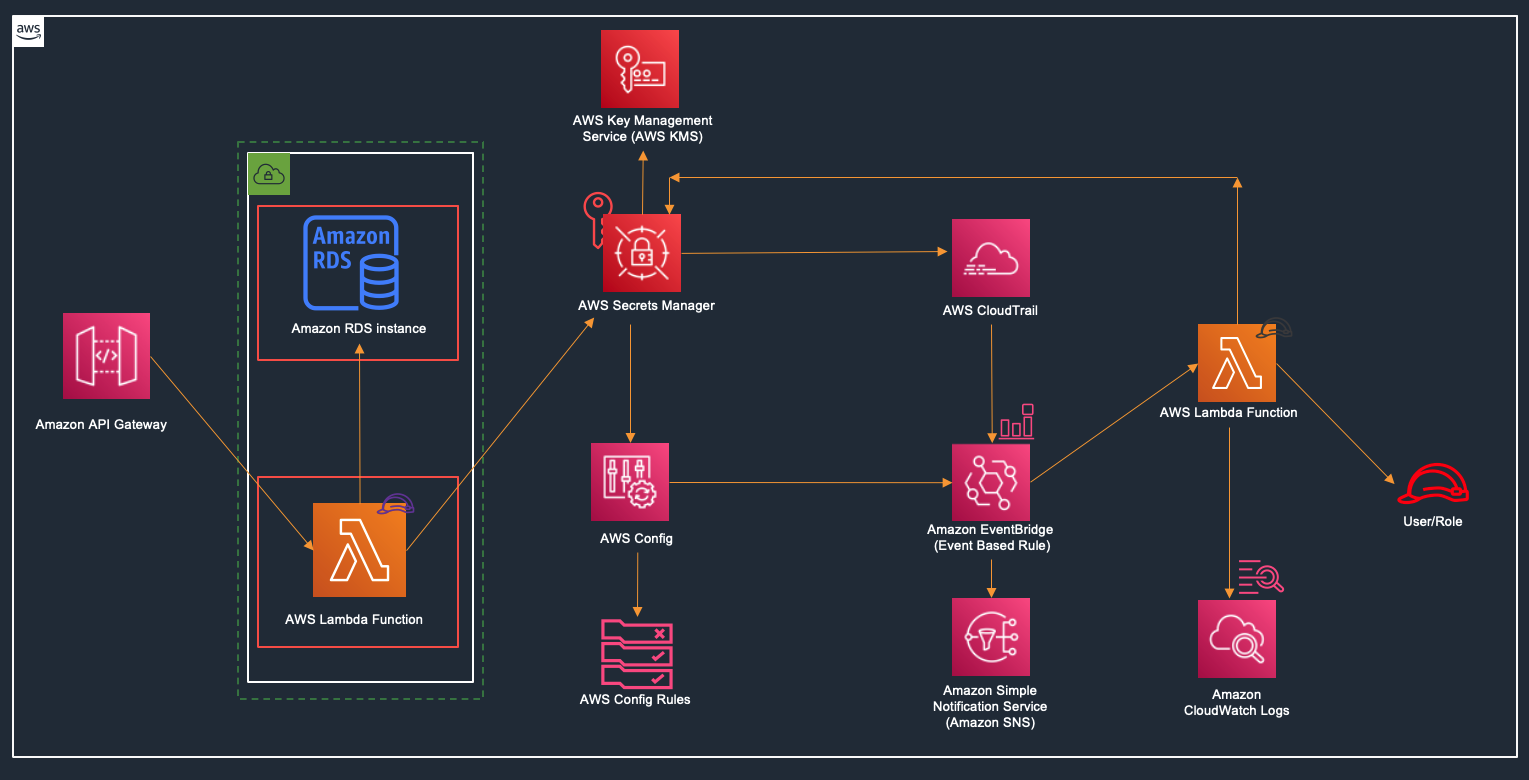 aws
AWS Key Management
Service (AWS KMS)
Amazon
RDS
Amazon RDS instance
AWS Secrets Manager
AWS CloudTrail
</>
Amazon API Gateway
AWS Lambda Function
AWS Config
Amazon EventBridge
(Event Based Rule)
User/Role
AWS Lambda Function
AWS Config Rules
Amazon Simple
Notification Service
(Amazon SNS)
Amazon
CloudWatch Logs